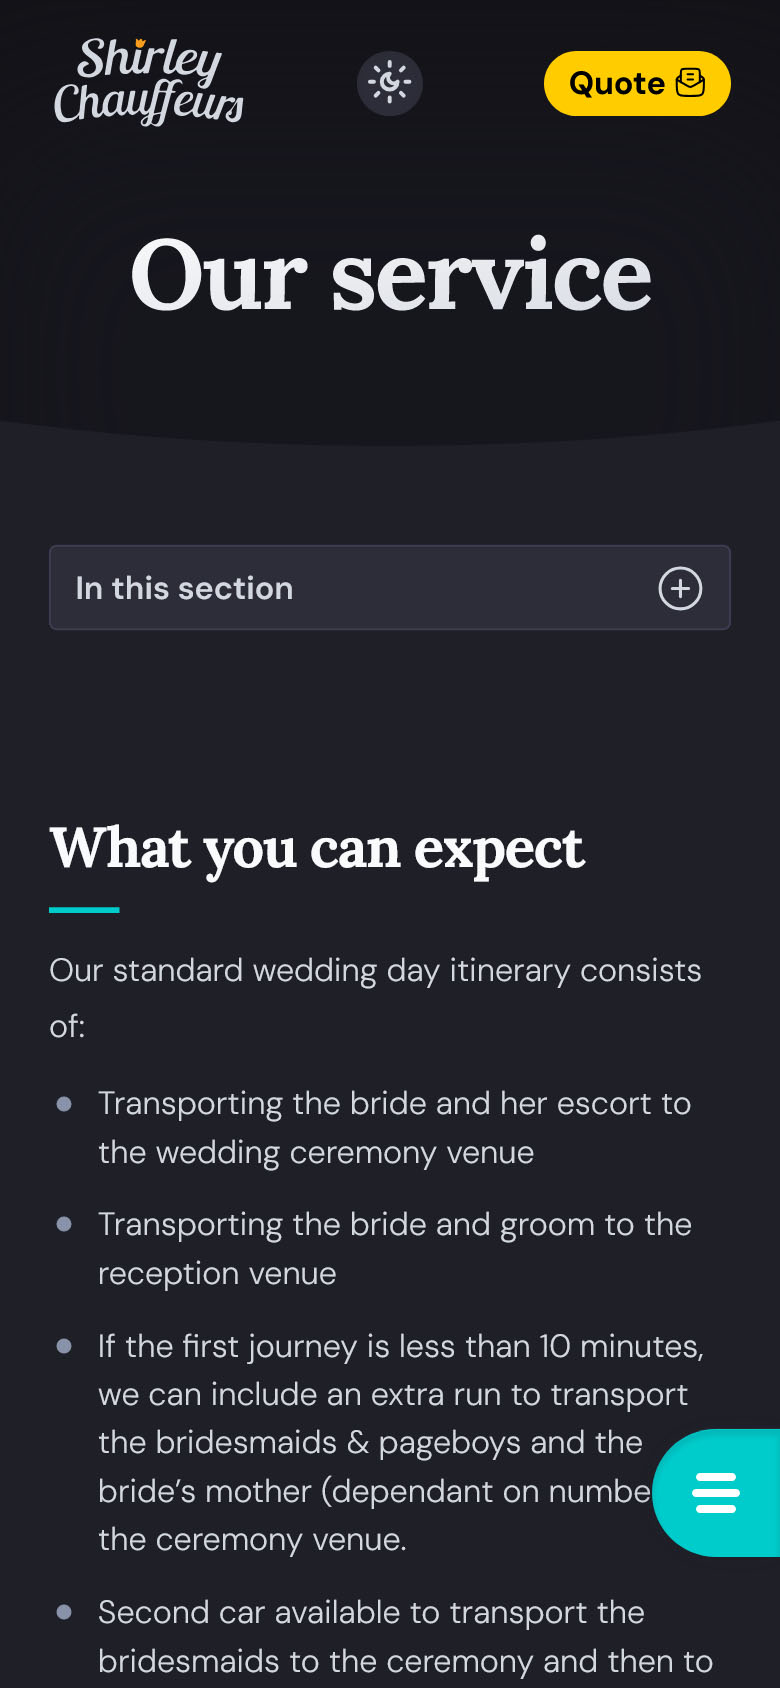 Shirley
Chauffeurs
Quote
Our service
In this section
What you can expect
Our standard wedding day itinerary consists
of:
Transporting the bride and her escort to
the wedding ceremony venue
Transporting the bride and groom to the
reception venue
If the first journey is less than 10 minutes,
we can include an extra run to transport
the bridesmaids & pageboys and the
bride’s mother (dependant on
the ceremony venue.
Second car available to transport the
bridesmaids to the ceremony and then to